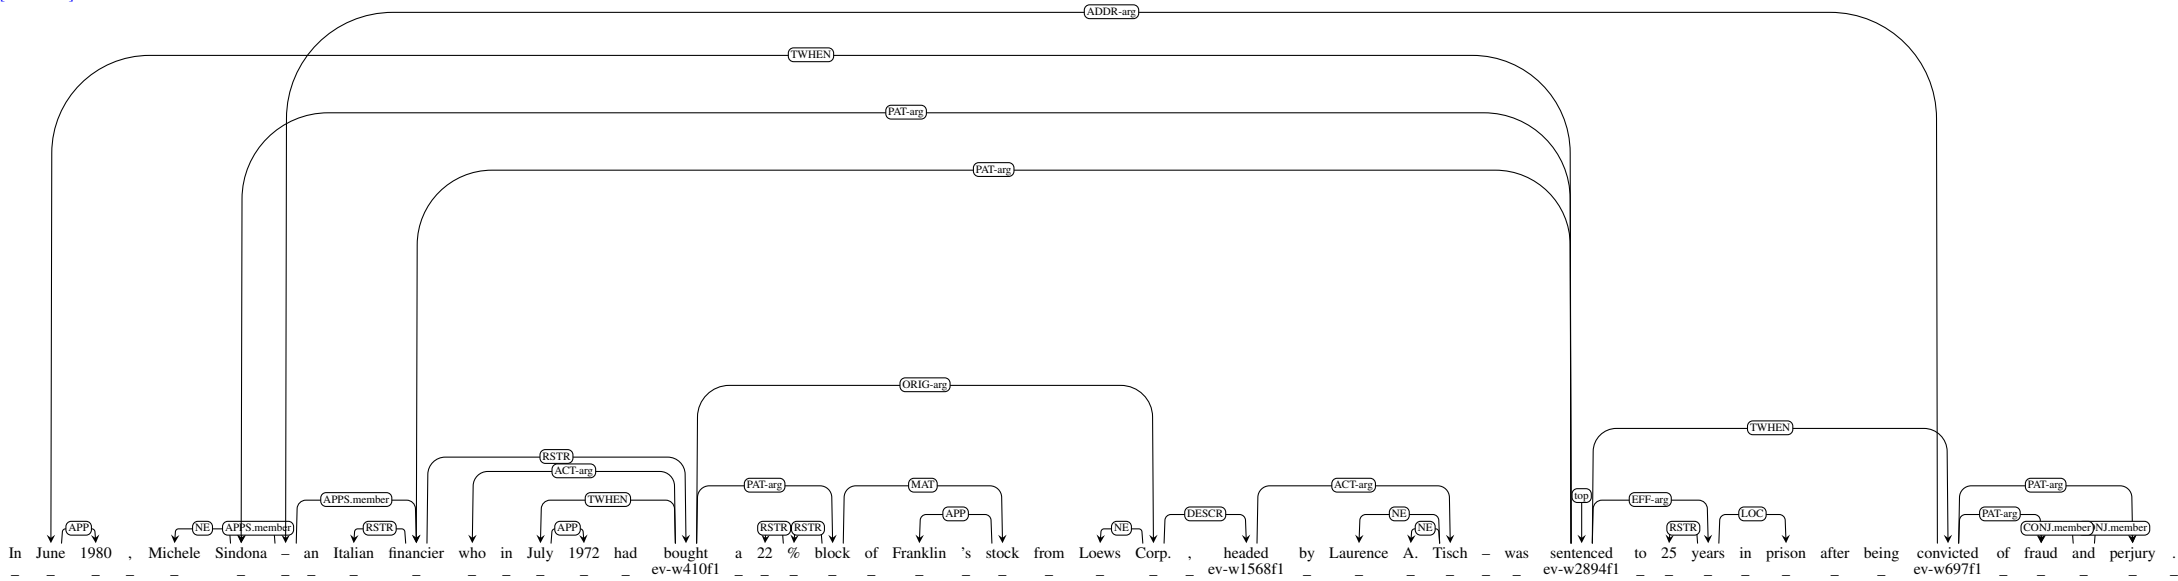 ADDR-arg
TWHEN
PAT-arg
PAT-arg
ORIG-arg
TWHEN
RSTR
ACT-arg
PAT-arg MAT ACT-arg PAT-arg
top
APPS.member TWHEN EFF-arg
APP DESCR NE LOC PAT-arg
APP NE APPS.member RSTR APP RSTR RSTR NE NE RSTR CONJ.member NJ.member
In June 1980 , Michele Sindona – an Italian financier who in July 1972 had bought a 22 % block of Franklin 's stock from Loews Corp. , headed by Laurence A. Tisch – was sentenced to 25 years in prison after being convicted of fraud and perjury .
_ _ _ _ _ _ _ _ _ _ _ _ _ _ _ ev-w410f1 _ _ _ _ _ _ _ _ _ _ _ _ ev-w1568f1 _ _ _ _ _ _ ev-w2894f1 _ _ _ _ _ _ _ ev-w697f1 _ _ _ _ _